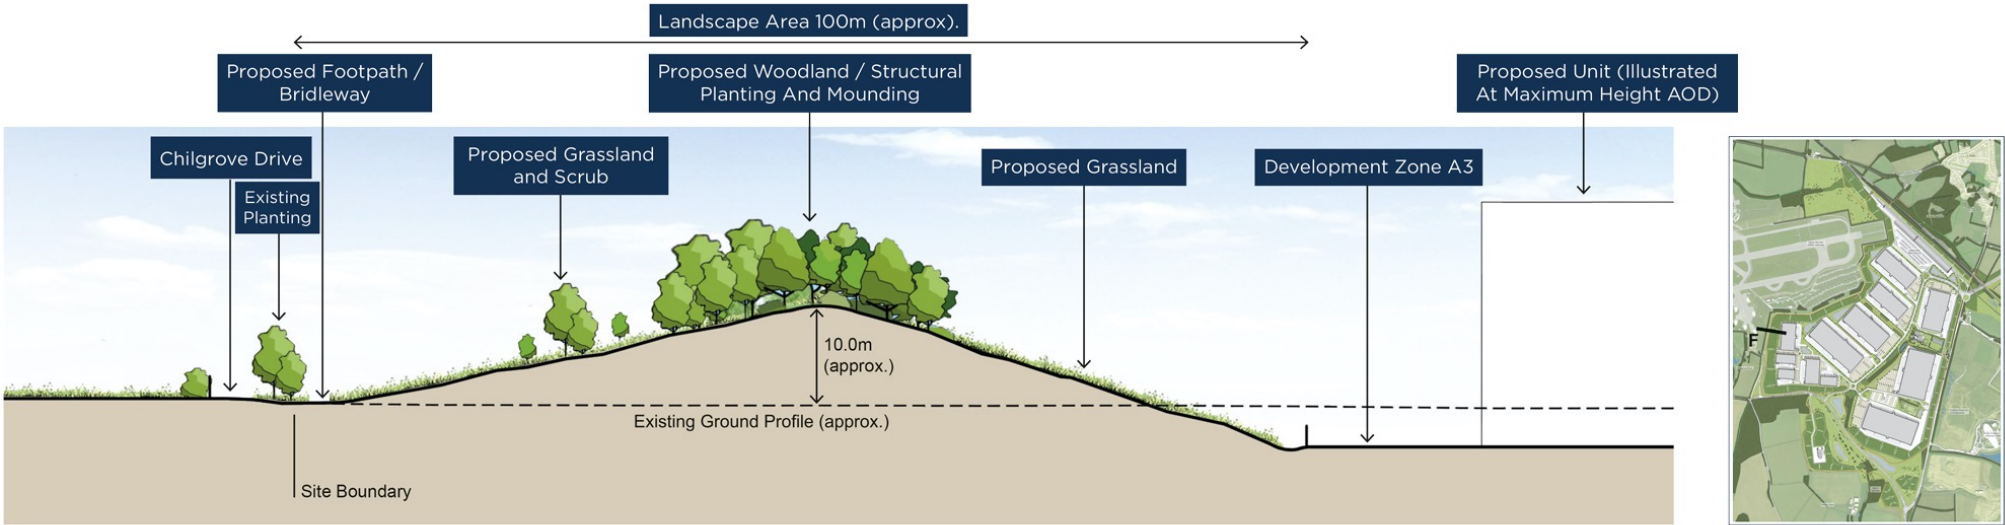 Landscape Area 100m (approx).
Proposed Footpath /
Bridleway
Proposed Woodland / Structural
Planting And Mounding
Proposed Unit (Illustrated
At Maximum Height AOD)
Chilgrove Drive
Existing
Planting
Proposed Grassland
and Scrub
Proposed Grassland
Development Zone A3
10.0m
(approx.)
Existing Ground Profile (approx.)
Site Boundary
F